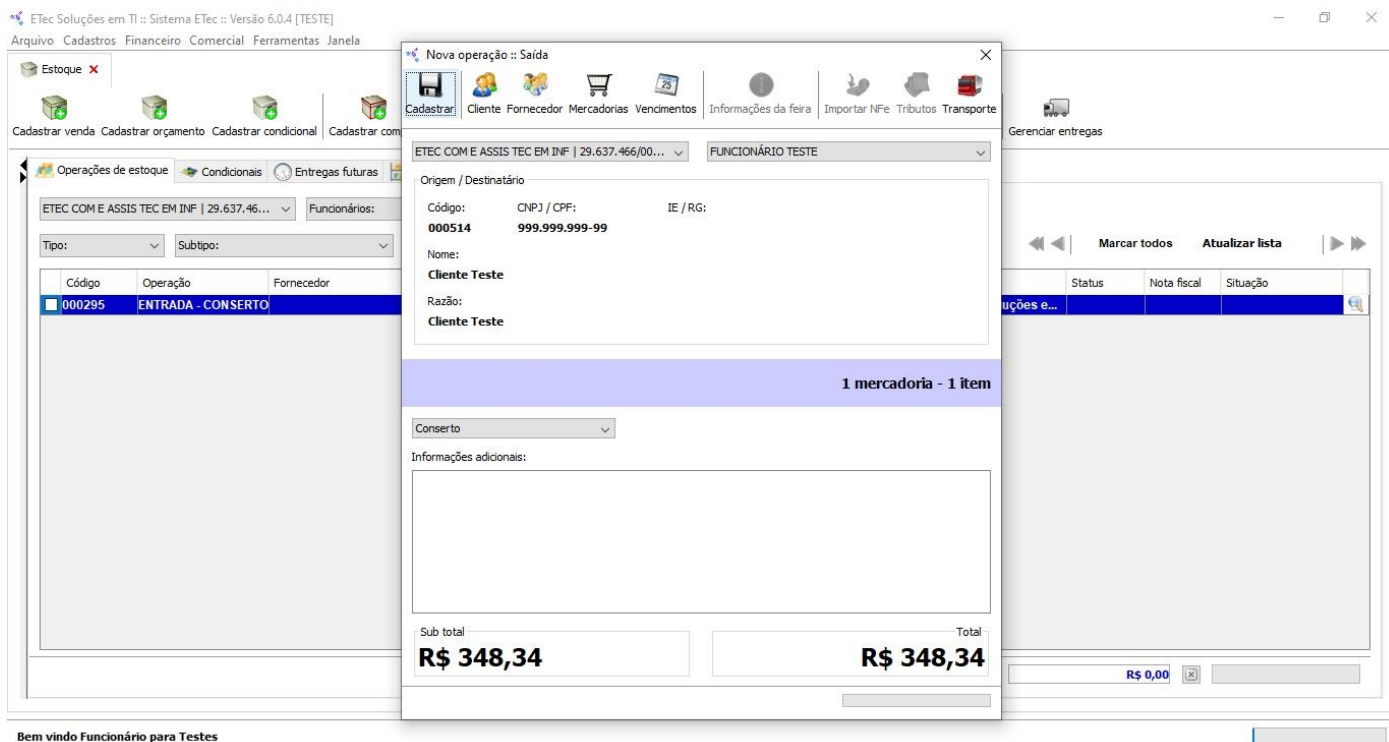 ETec Soluções em TI :: Sistema ETec :: Versão 6.0.4 [TESTE]
Arquivo Cadastros Financeiro Comercial Ferramentas Janela
Estoque
Cadastrar venda Cadastrar orçamento Cadastrar condicional Cadastrar com
Gerenciar entregas
Operações de estoque Condicionais Entregas futuras
ETEC COM E ASSIS TEC EM INF | 29.637.46... Funcionários:
Tipo: Subtipo:
Marcar todos Atualizar lista
Código Operação Fornecedor Status Nota fiscal Situação
000295 ENTRADA - CONSERTO uções e...
R$ 0,00
Nova operação :: Saída
Cadastrar Cliente Fornecedor Mercadorias Vencimentos Informações da feira Importar NFe Tributos Transporte
25
ETEC COM E ASSIS TEC EM INF | 29.637.466/00... FUNCIONÁRIO TESTE
Origem / Destinatário
Código: CNPJ / CPF: IE / RG:
000514 999.999.999-99
Nome:
Cliente Teste
Razão:
Cliente Teste
1 mercadoria - 1 item
Conserto
Informações adicionais:
Sub total Total
R$ 348,34 R$ 348,34
Bem vindo Funcionário para Testes